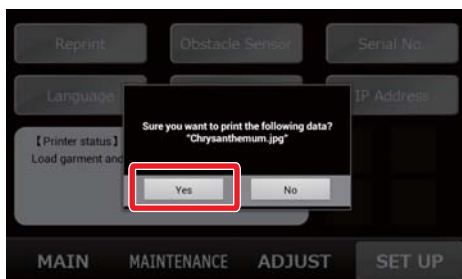 Reprint
Obstacle Sensor
Serial No.
Language
IP Address
Sure you want to print the following data?
"Chrysanthemum.jpg"
【Printer status】
Load garment and
Yes
No
MAIN
MAINTENANCE
ADJUST
SET UP